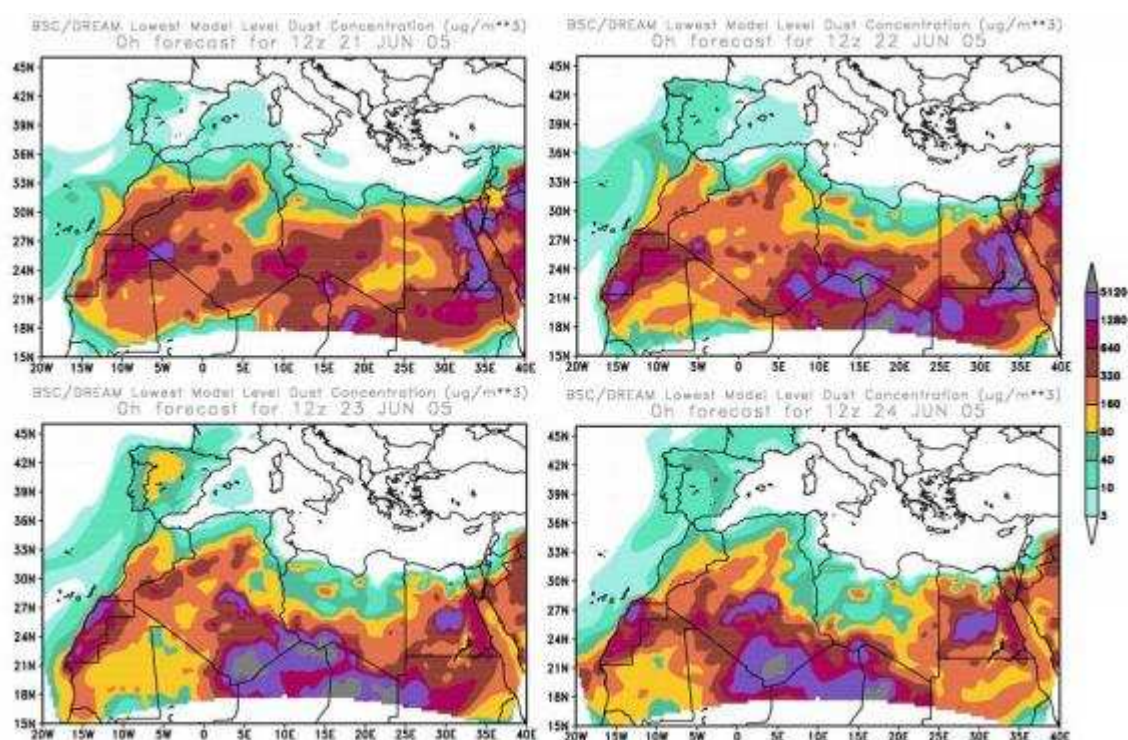 BSC/DREAM Lowest Model Level Dust Concentration (ug/m**3)
0h forecast for 12z 21 JUN 05
45N
42N
39N
36N
33N
30N
27N
24N
21N
18N
15N
20W 15W 10W 5W 0 5E 10E 15E 20E 25E 30E 35E 40E
BSC/DREAM Lowest Model Level Dust Concentration (ug/m**3)
0h forecast for 12z 22 JUN 05
45N
42N
39N
36N
33N
30N
27N
24N
21N
18N
15N
20W 15W 10W 5W 0 5E 10E 15E 20E 25E 30E 35E 40E
BSC/DREAM Lowest Model Level Dust Concentration (ug/m**3)
0h forecast for 12z 23 JUN 05
45N
42N
39N
36N
33N
30N
27N
24N
21N
18N
15N
20W 15W 10W 5W 0 5E 10E 15E 20E 25E 30E 35E 40E
BSC/DREAM Lowest Model Level Dust Concentration (ug/m**3)
0h forecast for 12z 24 JUN 05
45N
42N
39N
36N
33N
30N
27N
24N
21N
18N
15N
20W 15W 10W 5W 0 5E 10E 15E 20E 25E 30E 35E 40E
5120
640
160
80
40
10